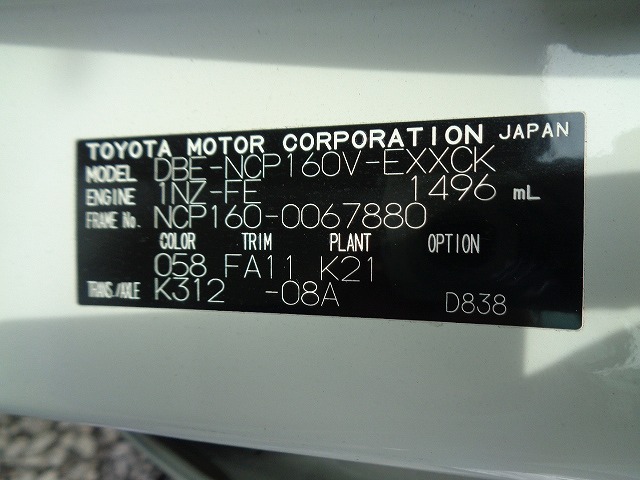 TOYOTA MOTOR CORPORATION JAPAN
MODEL DBE-NCP160V-EXXCK
ENGINE 1NZ-FE 1496 mL
FRAME No. NCP160-0067880
COLOR TRIM PLANT OPTION
058 FA11 K21
TRANS./AXLE K312 -08A D838